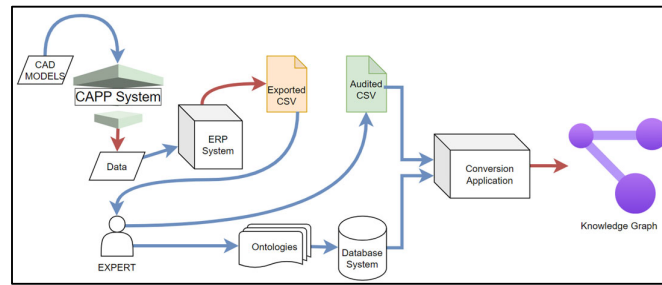 CAD
MODELS
CAPP System
Data
ERP
System
Exported
CSV
Audited
CSV
Conversion
Application
Knowledge Graph
EXPERT
Ontologies
Database
System